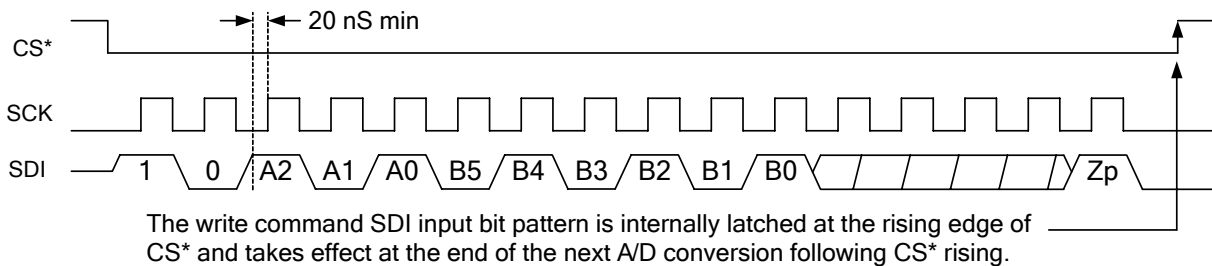 20 nS min
CS*
SCK
SDI 1 0 A2 A1 A0 B5 B4 B3 B2 B1 B0 Zp
The write command SDI input bit pattern is internally latched at the rising edge of
CS* and takes effect at the end of the next A/D conversion following CS* rising.